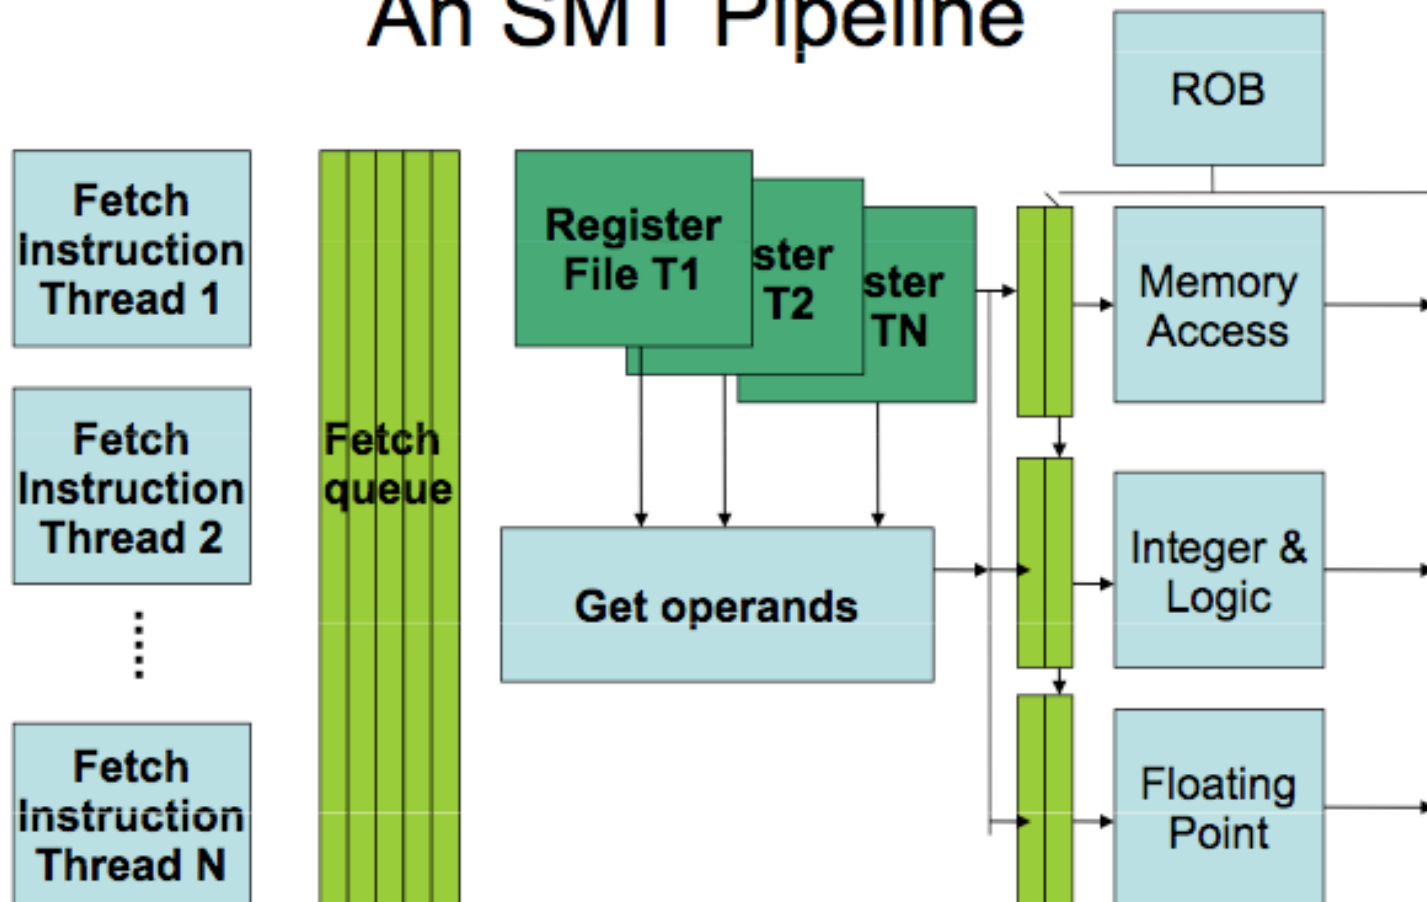 An SMT Pipeline
ROB
Fetch
Instruction
Thread 1
Fetch
Instruction
Thread 2
Fetch
Instruction
Thread N
Fetch
queue
Register
File T1
ster
T2
ster
TN
Get operands
Memory
Access
Integer &
Logic
Floating
Point